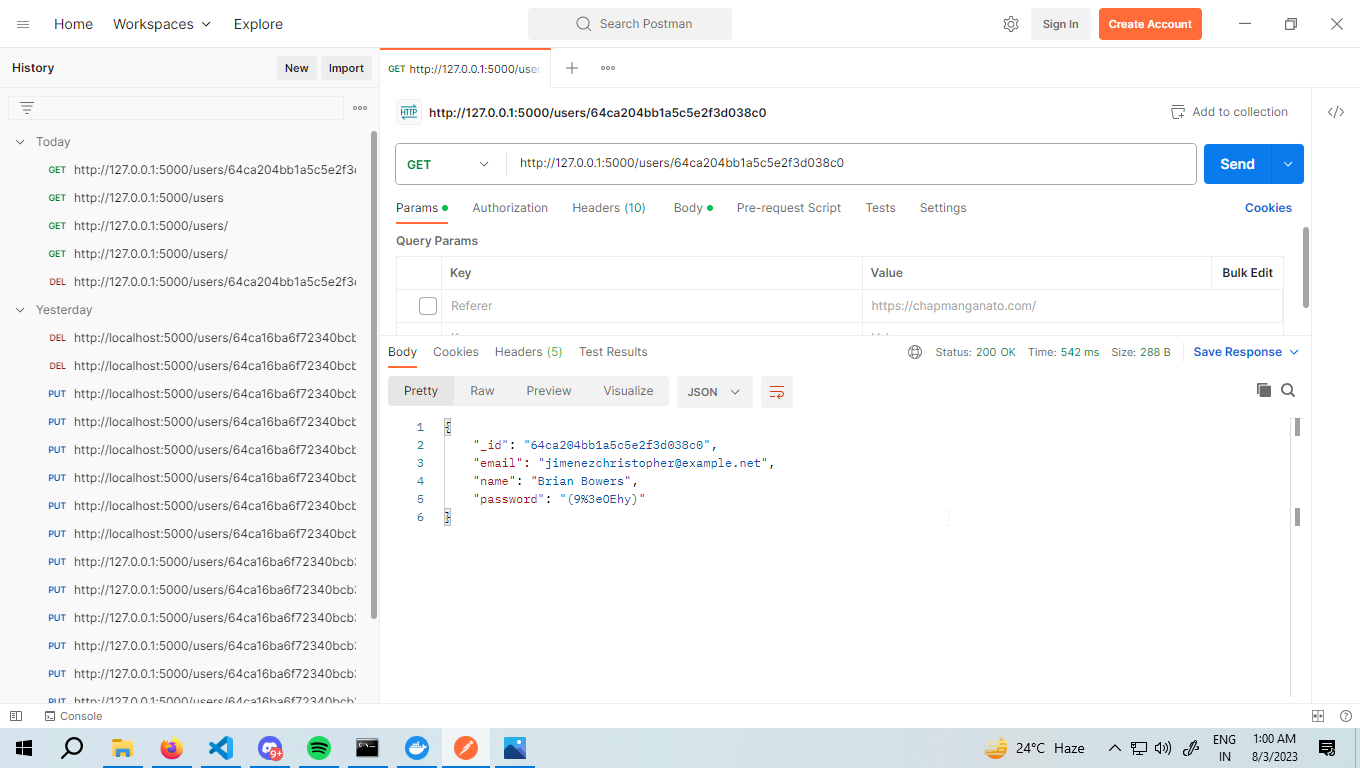 Home Workspaces Explore Search Postman Sign In Create Account
History New Import
GET http://127.0.0.1:5000/use
Today
GET http://127.0.0.1:5000/users/64ca204bb1a5c5e2f3
GET http://127.0.0.1:5000/users
GET http://127.0.0.1:5000/users/
GET http://127.0.0.1:5000/users/
DEL http://127.0.0.1:5000/users/64ca204bb1a5c5e2f3
Yesterday
DEL http://localhost:5000/users/64ca16ba6f72340bcb
DEL http://localhost:5000/users/64ca16ba6f72340bcb
PUT http://localhost:5000/users/64ca16ba6f72340bcb
PUT http://localhost:5000/users/64ca16ba6f72340bcb
PUT http://localhost:5000/users/64ca16ba6f72340bcb
PUT http://localhost:5000/users/64ca16ba6f72340bcb
PUT http://localhost:5000/users/64ca16ba6f72340bcb
PUT http://localhost:5000/users/64ca16ba6f72340bcb
PUT http://127.0.0.1:5000/users/64ca16ba6f72340bcb
PUT http://127.0.0.1:5000/users/64ca16ba6f72340bcb
PUT http://127.0.0.1:5000/users/64ca16ba6f72340bcb
PUT http://127.0.0.1:5000/users/64ca16ba6f72340bcb
PUT http://127.0.0.1:5000/users/64ca16ba6f72340bcb
PUT http://127.0.0.1:5000/users/64ca16ba6f72340bcb
HTTP http://127.0.0.1:5000/users/64ca204bb1a5c5e2f3d038c0 Add to collection
GET http://127.0.0.1:5000/users/64ca204bb1a5c5e2f3d038c0 Send
Params Authorization Headers (10) Body Pre-request Script Tests Settings Cookies
Query Params
Key Value Bulk Edit
Referer https://chapmanganato.com/
Body Cookies Headers (5) Test Results Status: 200 OK Time: 542 ms Size: 288 B Save Response
Pretty Raw Preview Visualize JSON
1 {
2 "_id": "64ca204bb1a5c5e2f3d038c0",
3 "email": "jimenezchristopher@example.net",
4 "name": "Brian Bowers",
5 "password": "(9%3eOEhy)"
6 }
Console
9+ 24°C Haze ENG IN 1:00 AM 8/3/2023